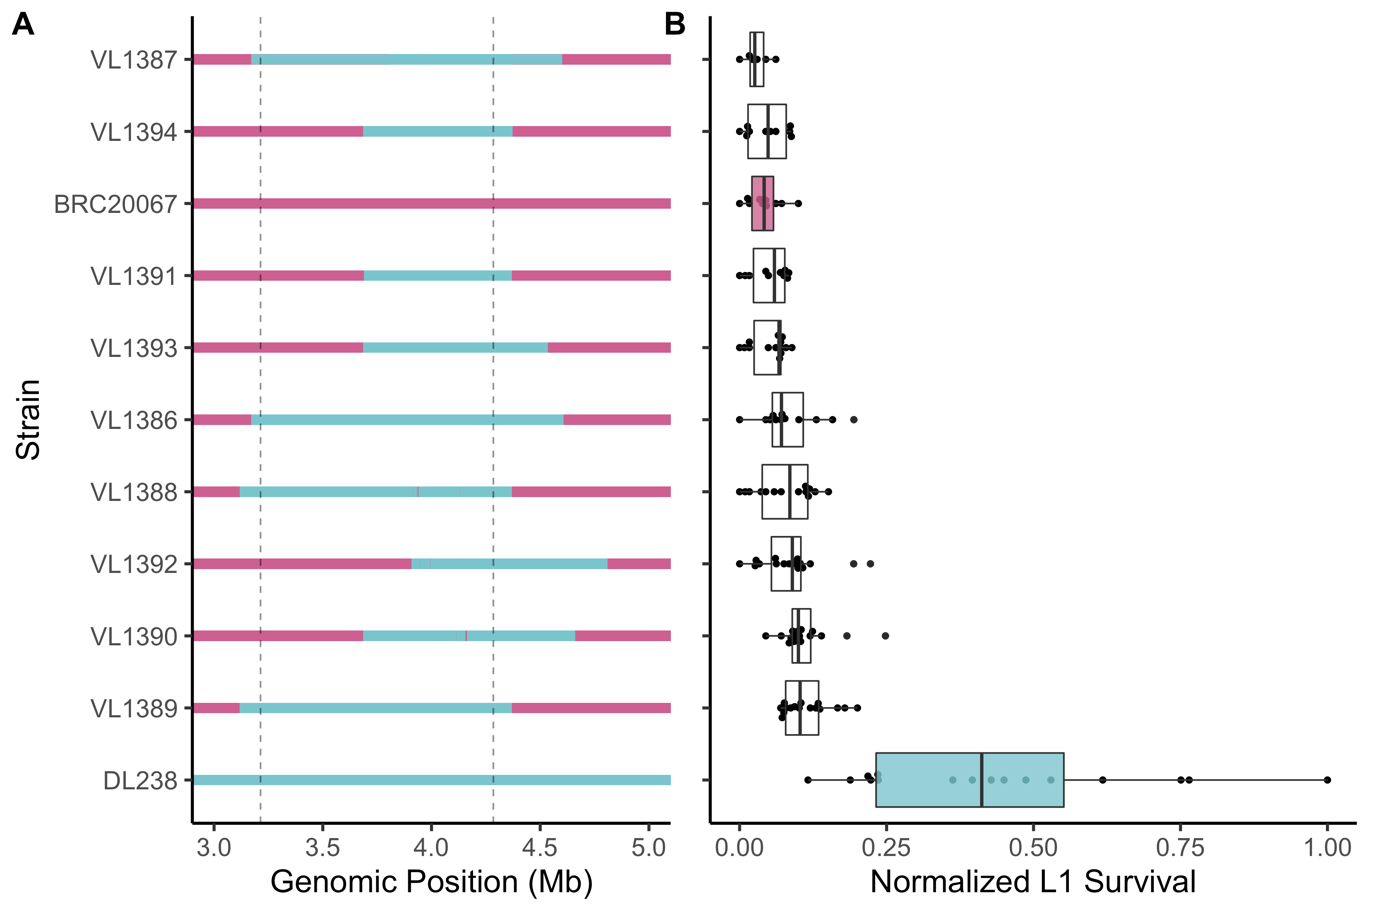 A
B
VL1387
VL1394
BRC20067
VL1391
VL1393
VL1386
VL1388
VL1392
VL1390
VL1389
DL238
Strain
3.0 3.5 4.0 4.5 5.0
Genomic Position (Mb)
0.00 0.25 0.50 0.75 1.00
Normalized L1 Survival